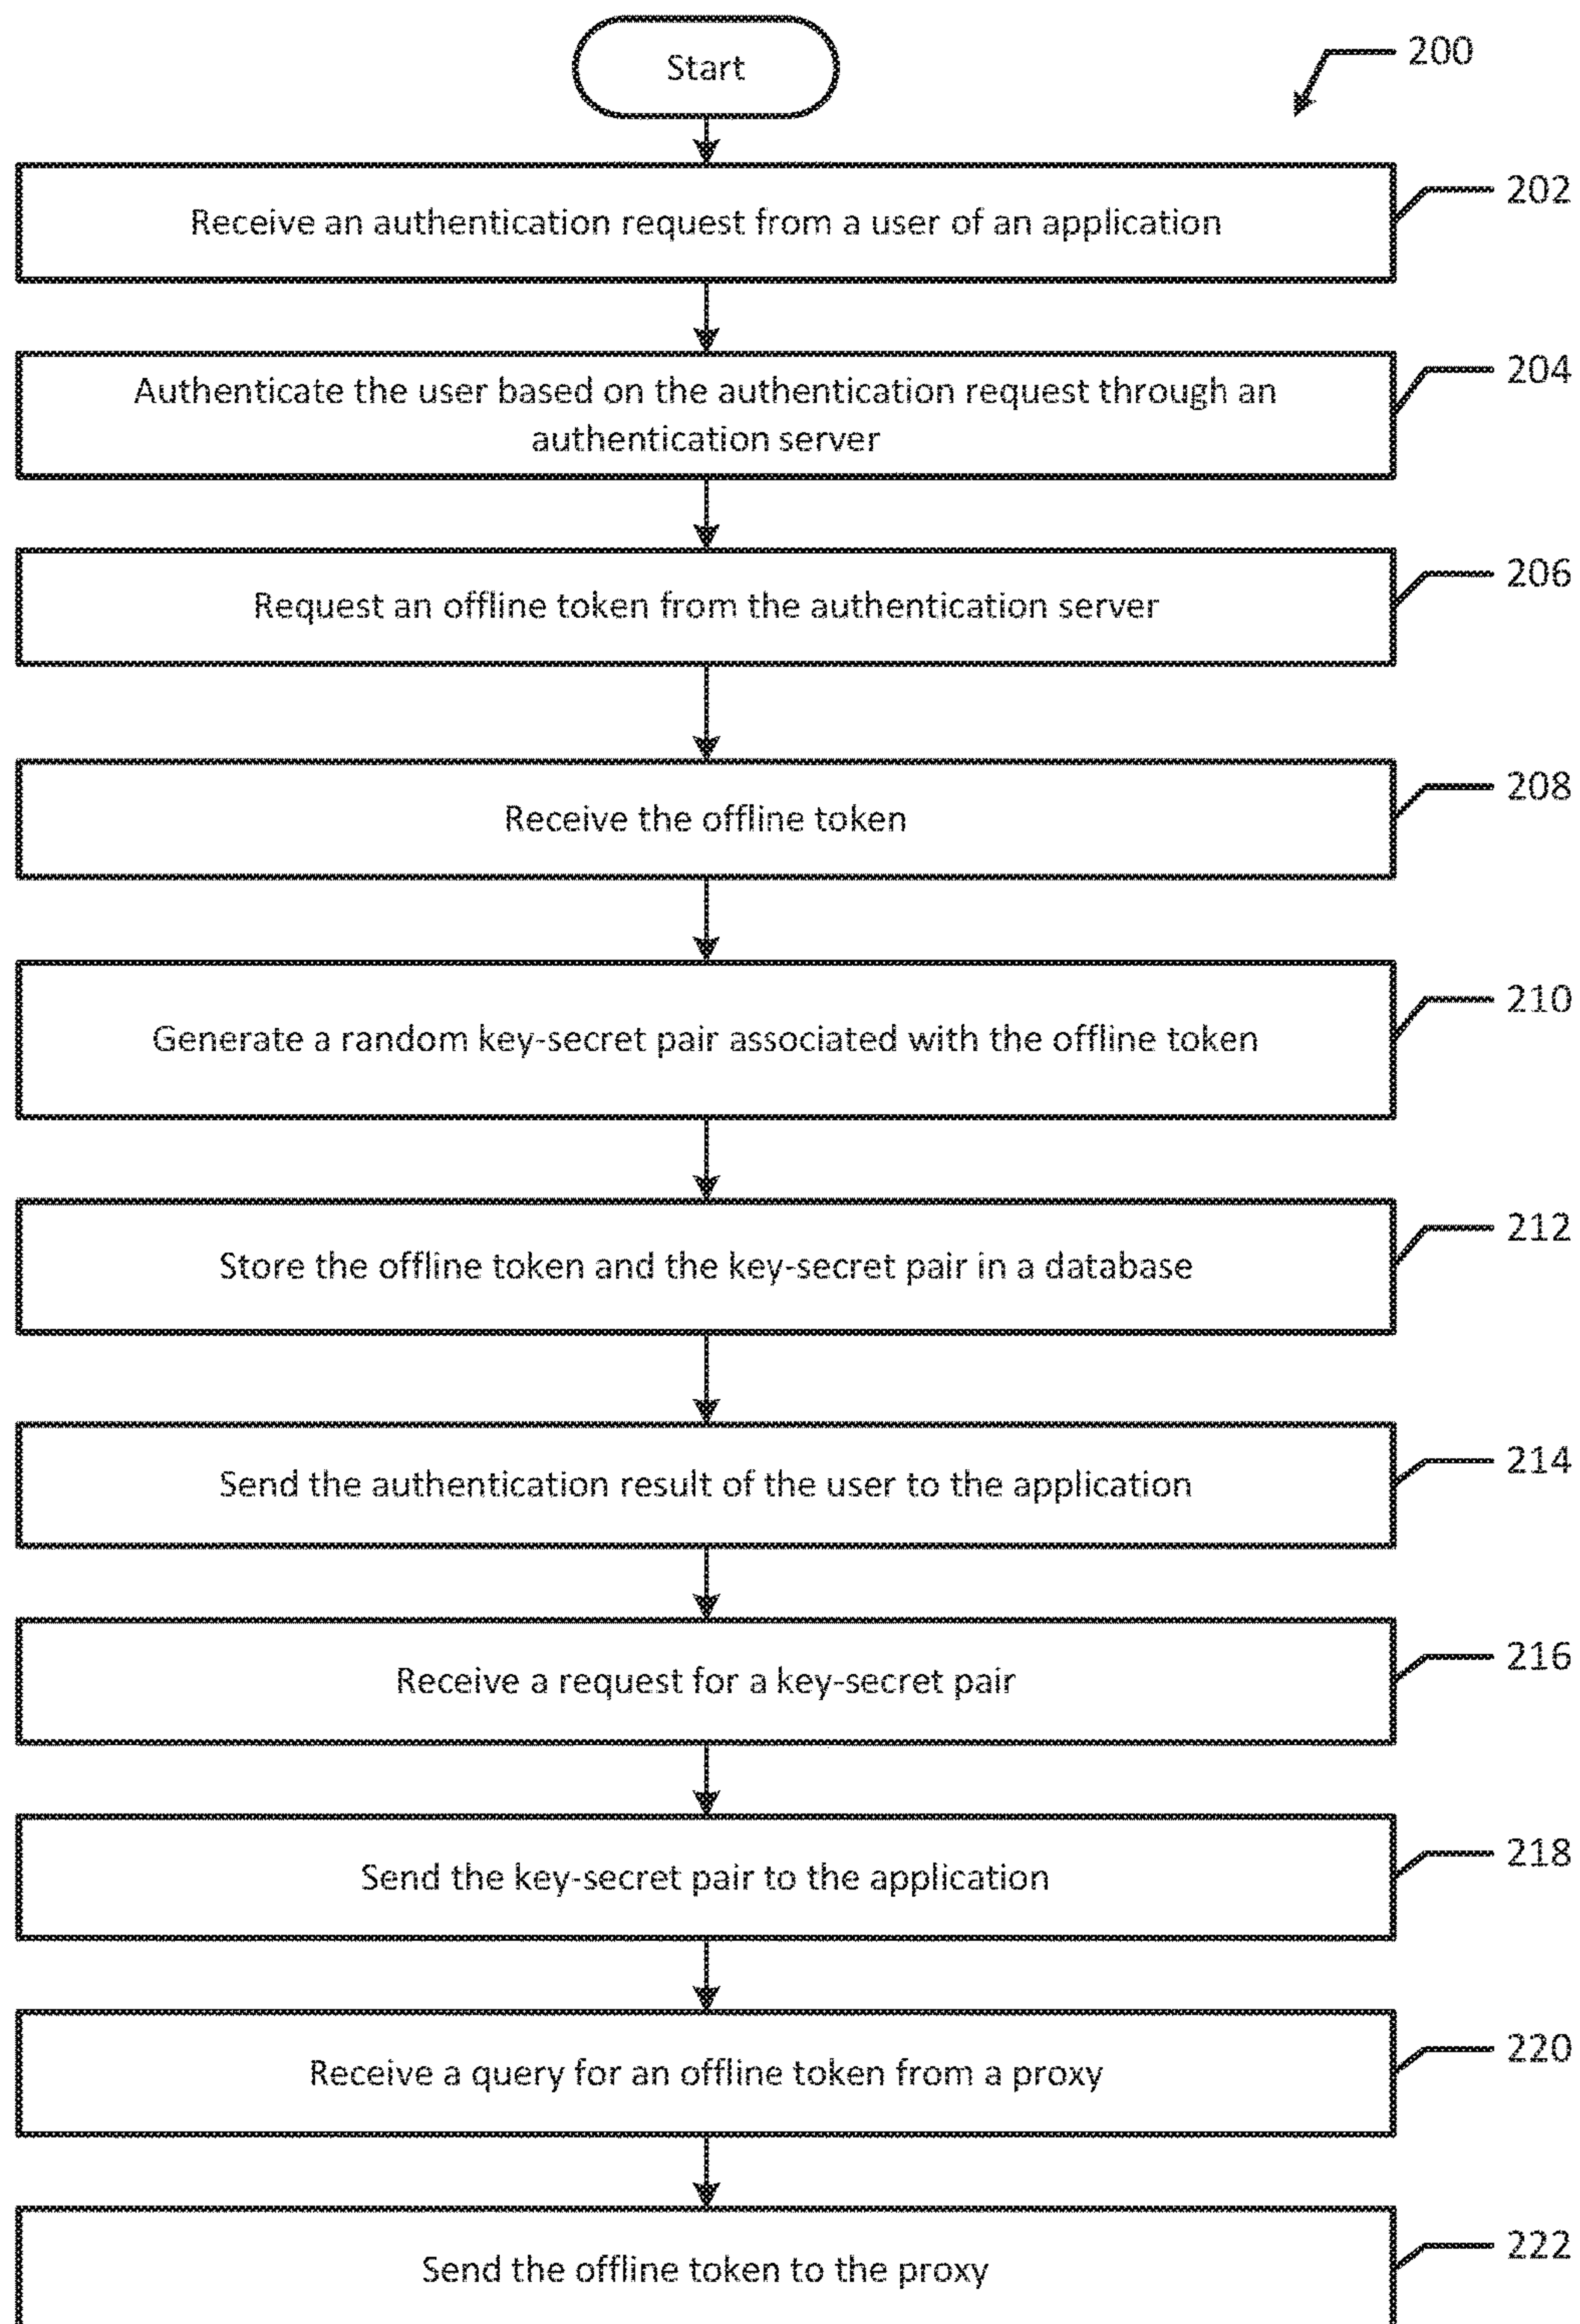 Start
200
Receive an authentication request from a user of an application
202
Authenticate the user based on the authentication request through an
authentication server
204
Request an offline token from the authentication server
206
Receive the offline token
208
Generate a random key-secret pair associated with the offline token
210
Store the offline token and the key-secret pair in a database
212
Send the authentication result of the user to the application
214
Receive a request for a key-secret pair
216
Send the key-secret pair to the application
218
Receive a query for an offline token from a proxy
220
Send the offline token to the proxy
222